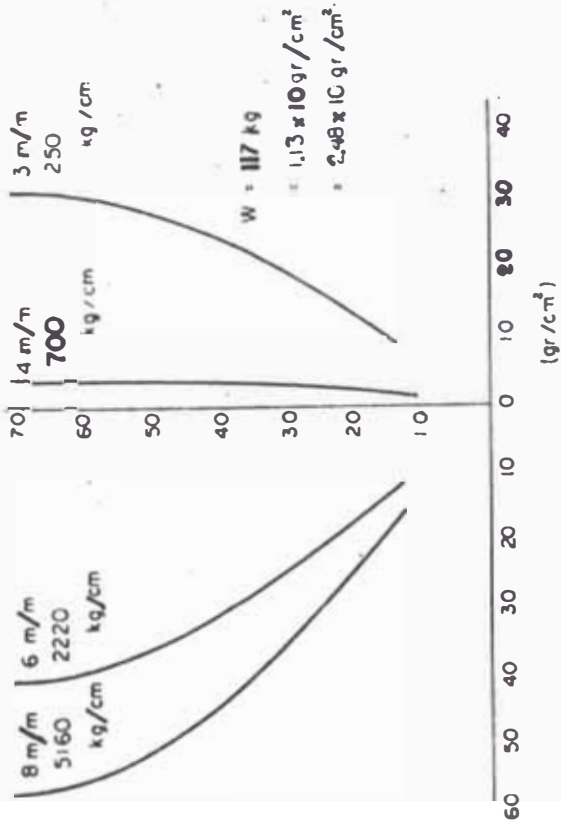 8 m/m
5160
kg/cm
6 m/m
2220
kg/cm
4 m/m
700
kg/cm
3 m/m
250
kg/cm
W = 117 kg
= 1.13 x 10 gr/cm²
= 2.48 x 10 gr/cm²
70
60
50
40
30
20
10
60 50 40 30 20 10 0 10 20 30 40
(gr/cm²)